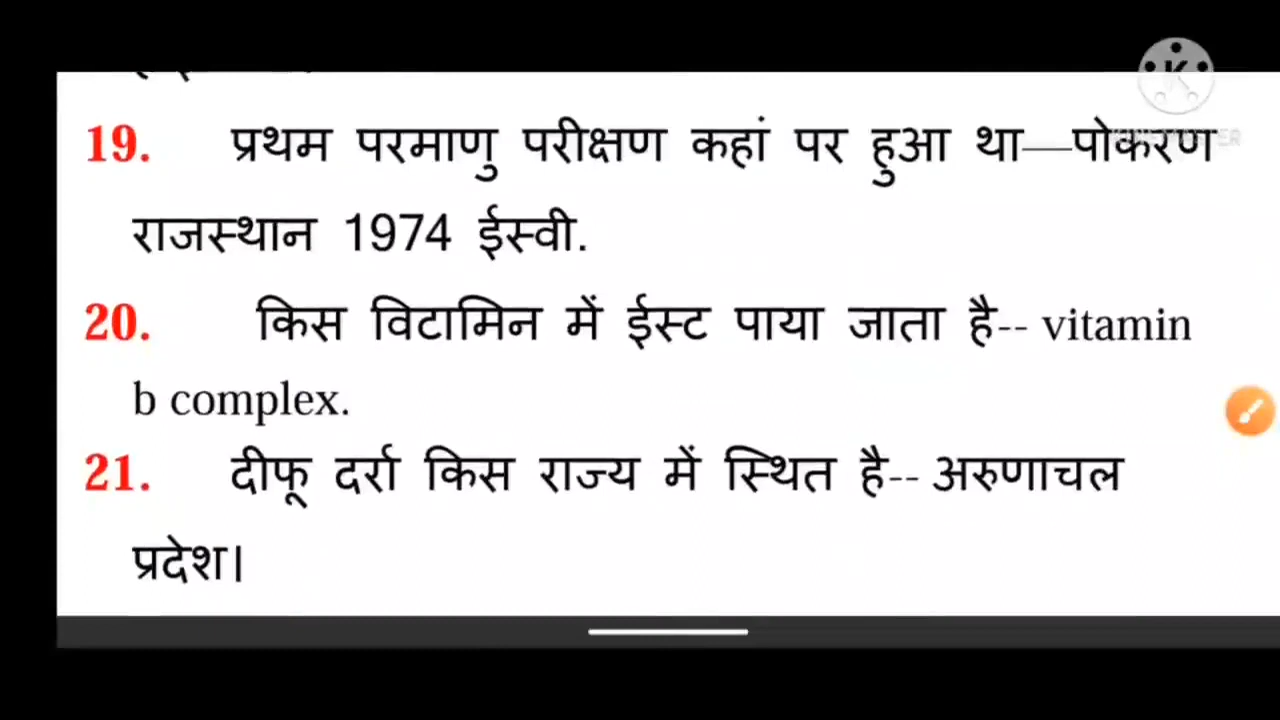 19. प्रथम परमाणु परीक्षण कहां पर हुआ था—पोकरण
राजस्थान 1974 ईस्वी.
20. किस विटामिन में ईस्ट पाया जाता है-- vitamin
b complex.
21. दीफू दर्रा किस राज्य में स्थित है-- अरुणाचल
प्रदेश।
K
KINEMASTER